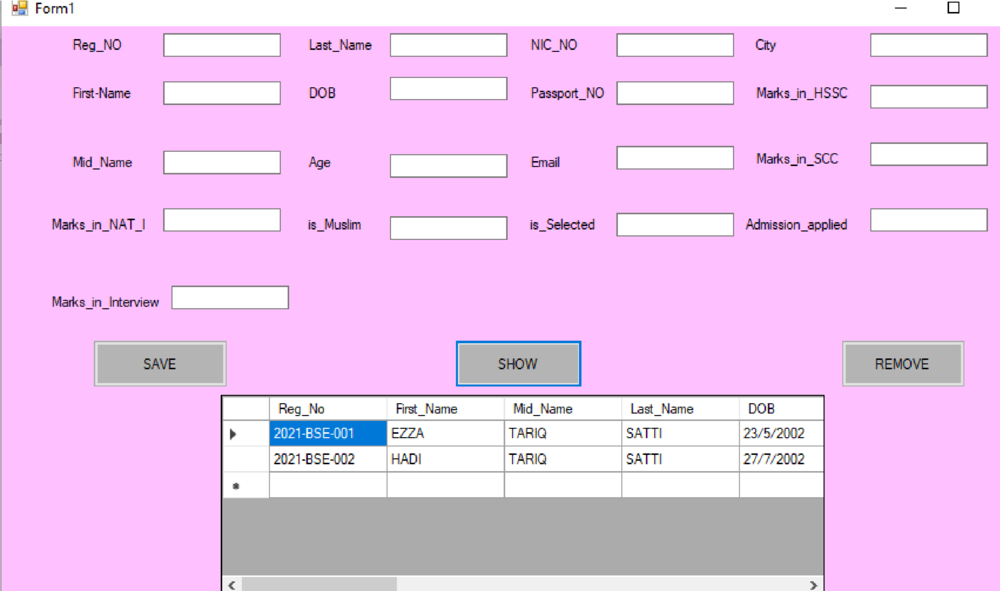 Form1
Reg_NO Last_Name NIC_NO City
First-Name DOB Passport_NO Marks_in_HSSC
Mid_Name Age Email Marks_in_SCC
Marks_in_NAT_I is_Muslim is_Selected Admission_applied
Marks_in_Interview
SAVE SHOW REMOVE
Reg_No First_Name Mid_Name Last_Name DOB
2021-BSE-001 EZZA TARIQ SATTI 23/5/2002
2021-BSE-002 HADI TARIQ SATTI 27/7/2002